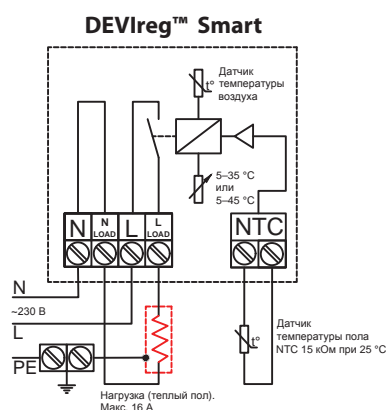 DEVIreg™ Smart
Датчик
температуры
воздуха
t°
5–35 °C
или
5–45 °C
N
N
LOAD
L
L
LOAD
NTC
N
~230 В
L
PE
t°
Датчик
температуры пола
NTC 15 кОм при 25 °C
Нагрузка (теплый пол).
Макс. 16 А